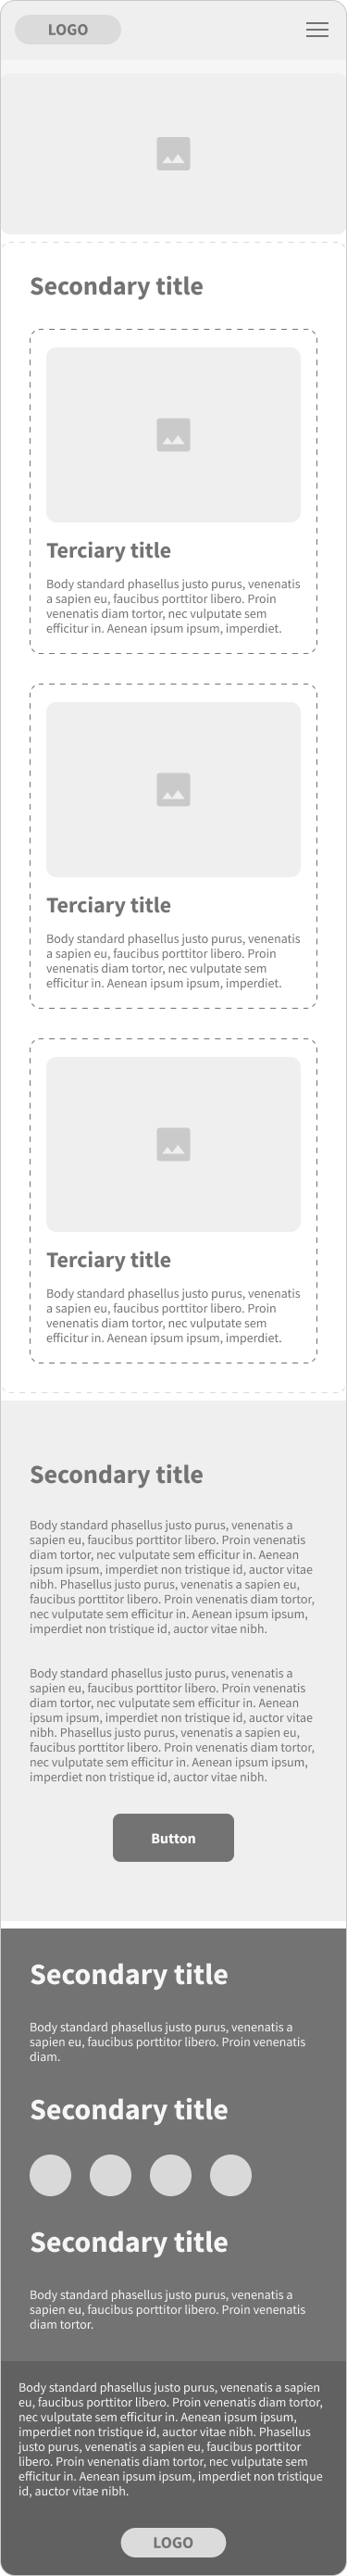 LOGO
Secondary title
Terciary title
Body standard phasellus justo purus, venenatis
a sapien eu, faucibus porttitor libero. Proin
venenatis diam tortor, nec vulputate sem
efficitur in. Aenean ipsum ipsum, imperdiet.
Terciary title
Body standard phasellus justo purus, venenatis
a sapien eu, faucibus porttitor libero. Proin
venenatis diam tortor, nec vulputate sem
efficitur in. Aenean ipsum ipsum, imperdiet.
Terciary title
Body standard phasellus justo purus, venenatis
a sapien eu, faucibus porttitor libero. Proin
venenatis diam tortor, nec vulputate sem
efficitur in. Aenean ipsum ipsum, imperdiet.
Secondary title
Body standard phasellus justo purus, venenatis a
sapien eu, faucibus porttitor libero. Proin venenatis
diam tortor, nec vulputate sem efficitur in. Aenean
ipsum ipsum, imperdiet non tristique id, auctor vitae
nibh. Phasellus justo purus, venenatis a sapien eu,
faucibus porttitor libero. Proin venenatis diam tortor,
nec vulputate sem efficitur in. Aenean ipsum ipsum,
imperdiet non tristique id, auctor vitae nibh.
Body standard phasellus justo purus, venenatis a
sapien eu, faucibus porttitor libero. Proin venenatis
diam tortor, nec vulputate sem efficitur in. Aenean
ipsum ipsum, imperdiet non tristique id, auctor vitae
nibh. Phasellus justo purus, venenatis a sapien eu,
faucibus porttitor libero. Proin venenatis diam tortor,
nec vulputate sem efficitur in. Aenean ipsum ipsum,
imperdiet non tristique id, auctor vitae nibh.
Button
Secondary title
Body standard phasellus justo purus, venenatis a
sapien eu, faucibus porttitor libero. Proin venenatis
diam.
Secondary title
Secondary title
Body standard phasellus justo purus, venenatis a
sapien eu, faucibus porttitor libero. Proin venenatis
diam tortor.
Body standard phasellus justo purus, venenatis a sapien
eu, faucibus porttitor libero. Proin venenatis diam tortor,
nec vulputate sem efficitur in. Aenean ipsum ipsum,
imperdiet non tristique id, auctor vitae nibh. Phasellus
justo purus, venenatis a sapien eu, faucibus porttitor
libero. Proin venenatis diam tortor, nec vulputate sem
efficitur in. Aenean ipsum ipsum, imperdiet non tristique
id, auctor vitae nibh.
LOGO